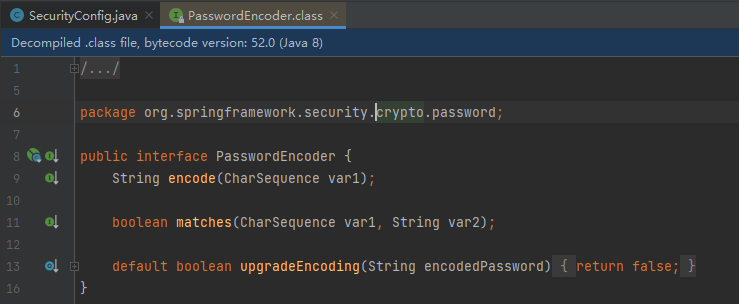 SecurityConfig.java × PasswordEncoder.class ×
Decompiled .class file, bytecode version: 52.0 (Java 8)
1 /.../
5
6 package org.springframework.security.crypto.password;
7
8 public interface PasswordEncoder {
9 String encode(CharSequence var1);
10
11 boolean matches(CharSequence var1, String var2);
12
13 default boolean upgradeEncoding(String encodedPassword) { return false; }
16 }